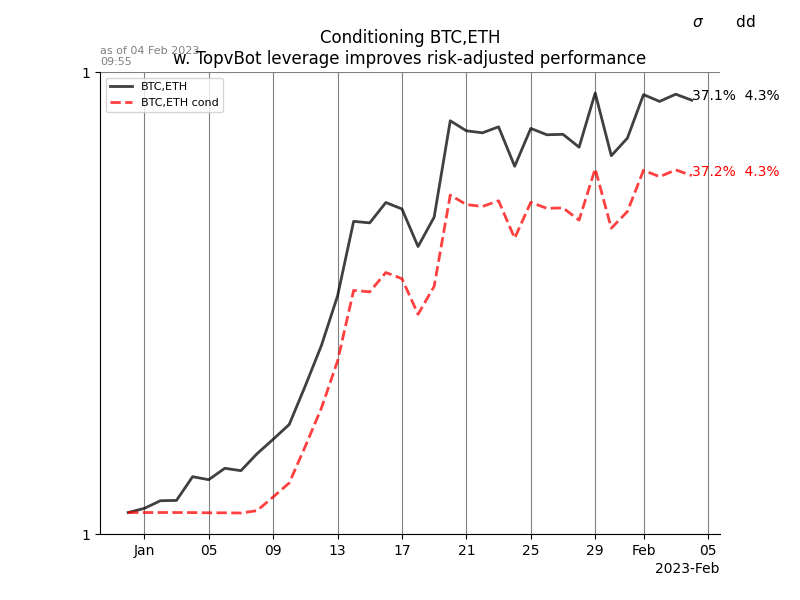 σ dd
Conditioning BTC,ETH
as of 04 Feb 2023
09:55
w. TopvBot leverage improves risk-adjusted performance
1
BTC,ETH
BTC,ETH cond
37.1% 4.3%
37.2% 4.3%
1
Jan 05 09 13 17 21 25 29 Feb 05
2023-Feb